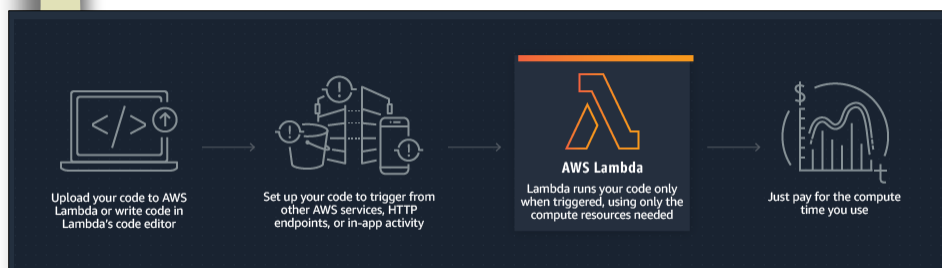 </>
Upload your code to AWS
Lambda or write code in
Lambda's code editor
Set up your code to trigger from
other AWS services, HTTP
endpoints, or in-app activity
AWS Lambda
Lambda runs your code only
when triggered, using only the
compute resources needed
$
t
Just pay for the compute
time you use